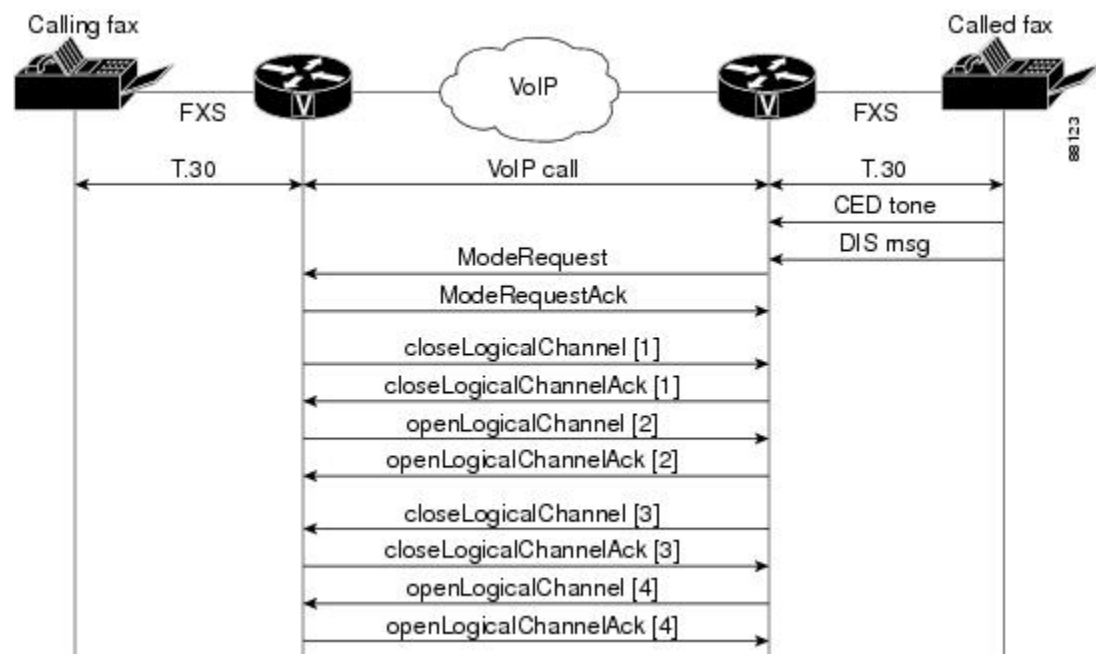 Calling fax
Called fax
VoIP
V
V
FXS
FXS
88123
T.30
VoIP call
T.30
CED tone
DIS msg
ModeRequest
ModeRequestAck
closeLogicalChannel [1]
closeLogicalChannelAck [1]
openLogicalChannel [2]
openLogicalChannelAck [2]
closeLogicalChannel [3]
closeLogicalChannelAck [3]
openLogicalChannel [4]
openLogicalChannelAck [4]